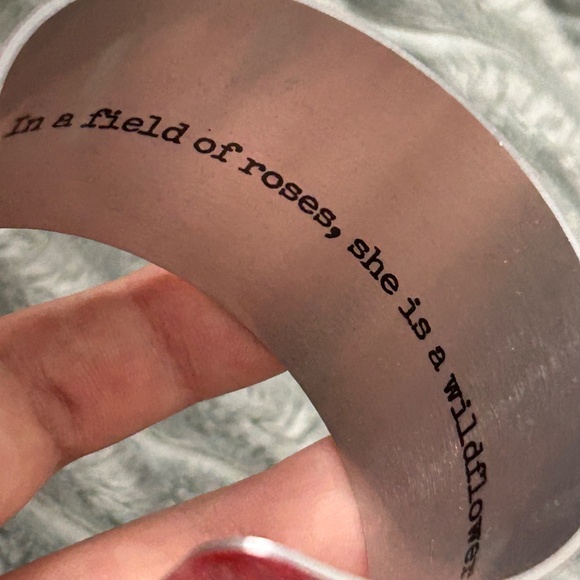 In a field of roses, she is a wildflower